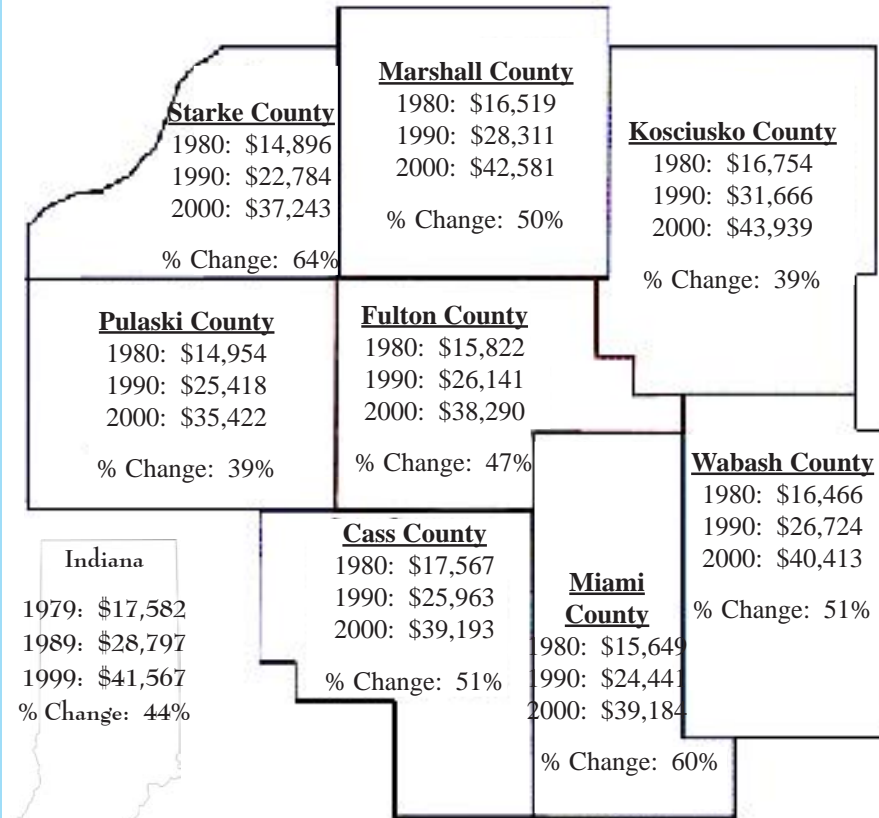 Marshall County
1980: $16,519
1990: $28,311
2000: $42,581
% Change: 50%
Starke County
1980: $14,896
1990: $22,784
2000: $37,243
% Change: 64%
Kosciusko County
1980: $16,754
1990: $31,666
2000: $43,939
% Change: 39%
Pulaski County
1980: $14,954
1990: $25,418
2000: $35,422
% Change: 39%
Fulton County
1980: $15,822
1990: $26,141
2000: $38,290
% Change: 47%
Wabash County
1980: $16,466
1990: $26,724
2000: $40,413
% Change: 51%
Cass County
1980: $17,567
1990: $25,963
2000: $39,193
% Change: 51%
Miami
County
1980: $15,649
1990: $24,441
2000: $39,184
% Change: 60%
Indiana
1979: $17,582
1989: $28,797
1999: $41,567
% Change: 44%